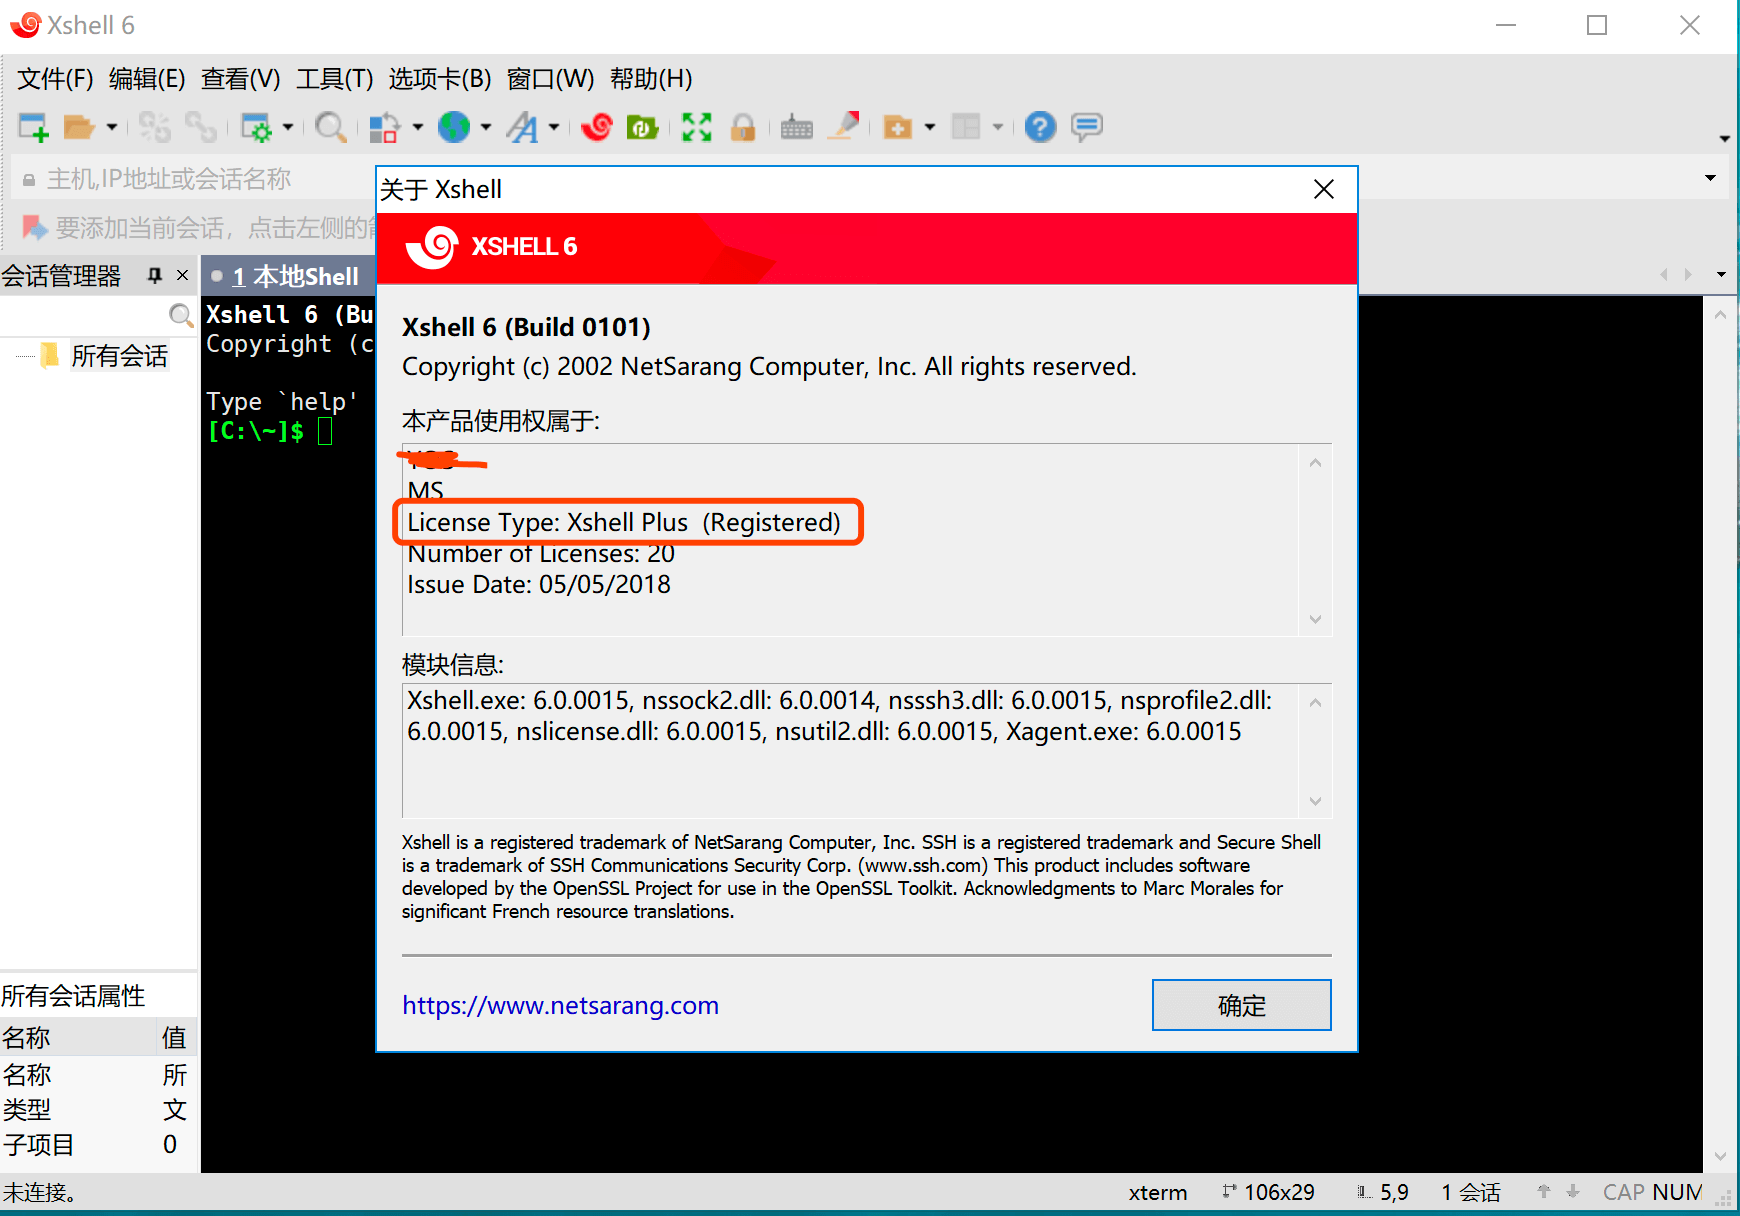 Xshell 6
文件(F) 编辑(E) 查看(V) 工具(T) 选项卡(B) 窗口(W) 帮助(H)
主机,IP地址或会话名称
要添加当前会话，点击左侧的
会话管理器
1 本地Shell
所有会话
Xshell 6 (Bu
Copyright (c
Type `help'
[C:\~]$
关于 Xshell
XSHELL 6
Xshell 6 (Build 0101)
Copyright (c) 2002 NetSarang Computer, Inc. All rights reserved.
本产品使用权属于:
MS
License Type: Xshell Plus (Registered)
Number of Licenses: 20
Issue Date: 05/05/2018
模块信息:
Xshell.exe: 6.0.0015, nssock2.dll: 6.0.0014, nsssh3.dll: 6.0.0015, nsprofile2.dll:
6.0.0015, nslicense.dll: 6.0.0015, nsutil2.dll: 6.0.0015, Xagent.exe: 6.0.0015
Xshell is a registered trademark of NetSarang Computer, Inc. SSH is a registered trademark and Secure Shell
is a trademark of SSH Communications Security Corp. (www.ssh.com) This product includes software
developed by the OpenSSL Project for use in the OpenSSL Toolkit. Acknowledgments to Marc Morales for
significant French resource translations.
https://www.netsarang.com
确定
所有会话属性
名称 值
名称 所
类型 文
子项目 0
未连接。
xterm 106x29 5,9 1 会话 CAP NUM